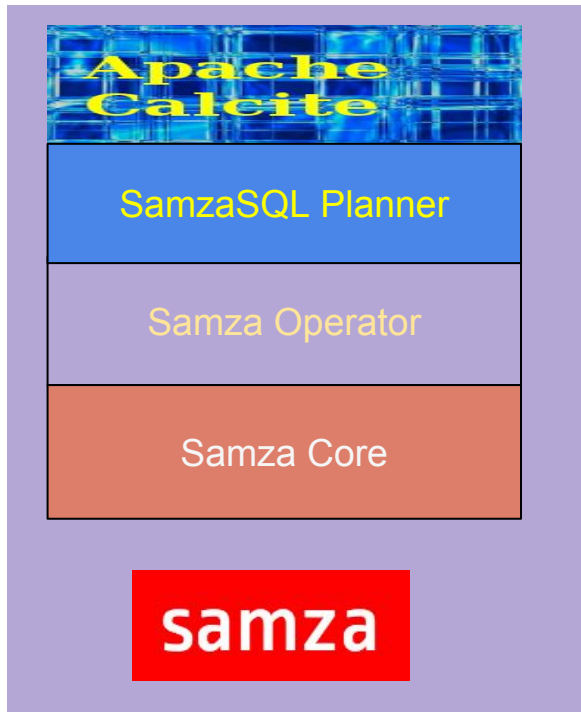 Apache
Calcite
SamzaSQL Planner
Samza Operator
Samza Core
samza